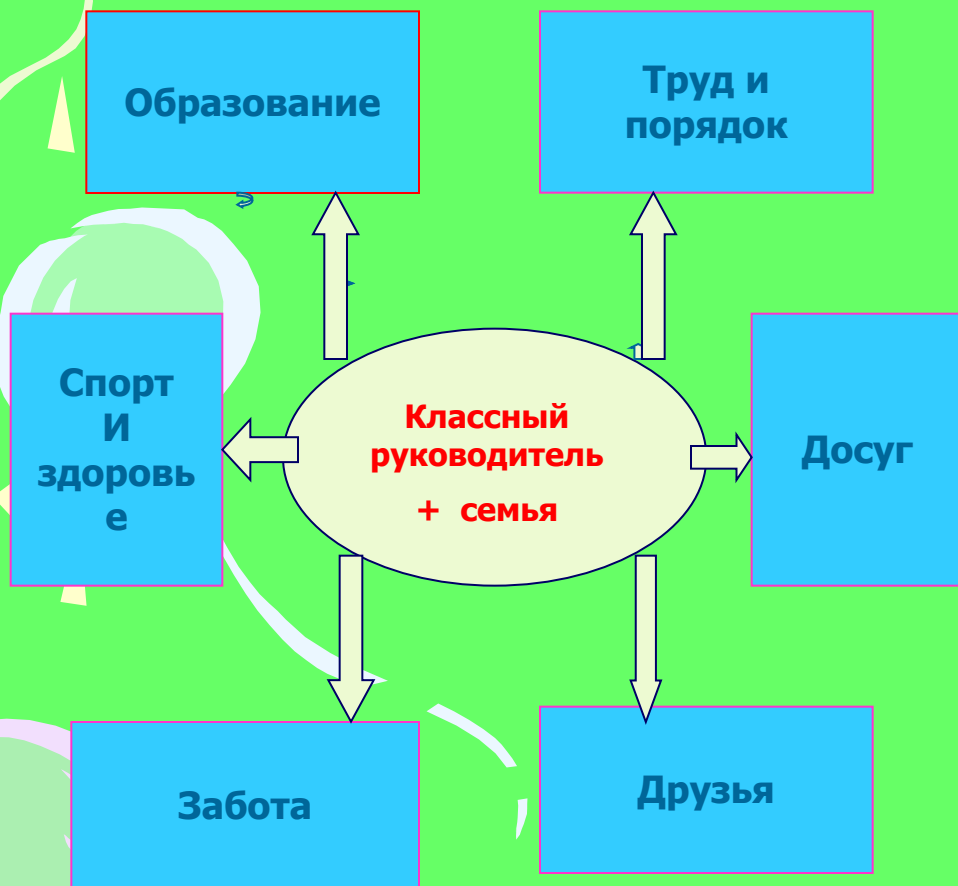 Образование
Труд и
порядок
Спорт
И
здоровь
е
Классный
руководитель
+ семья
Досуг
Забота
Друзья